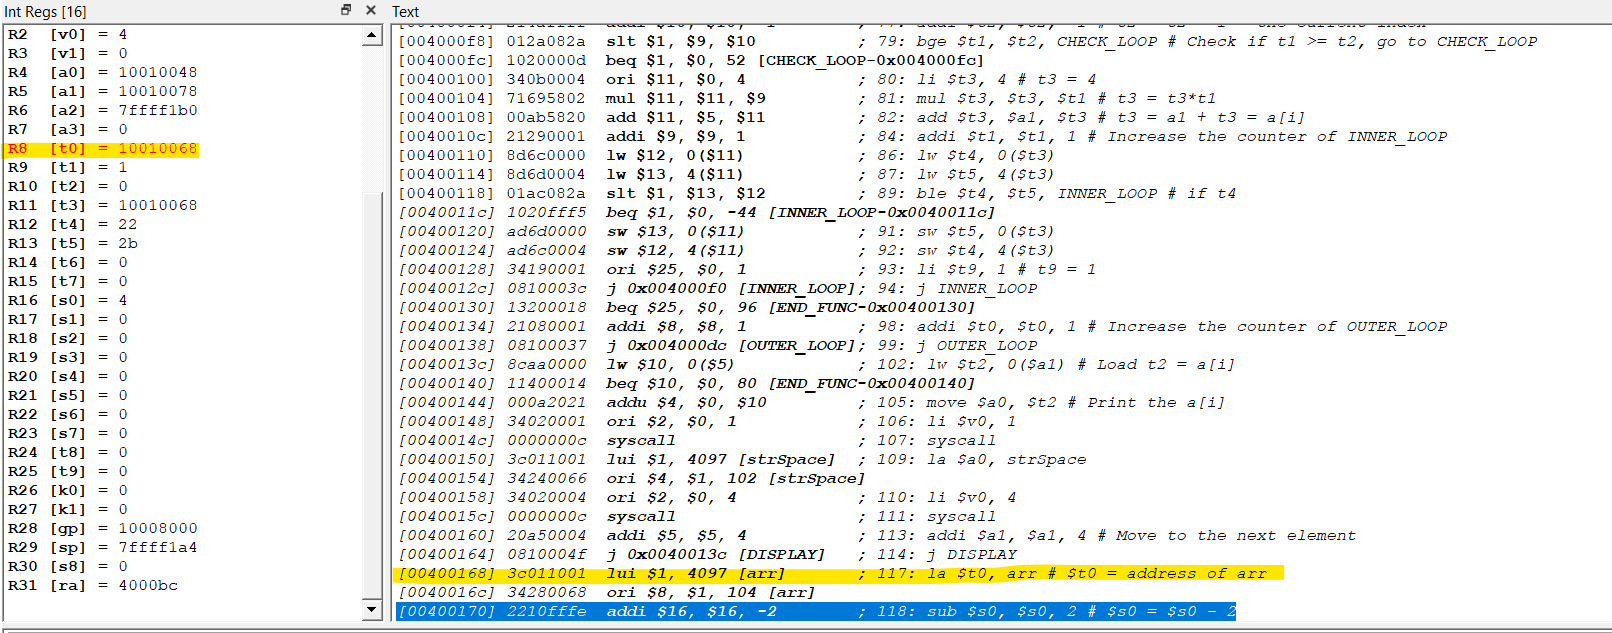 Int Regs [16]
R2 [v0] = 4
R3 [v1] = 0
R4 [a0] = 10010048
R5 [a1] = 10010078
R6 [a2] = 7ffff1b0
R7 [a3] = 0
R8 [t0] = 10010068
R9 [t1] = 1
R10 [t2] = 0
R11 [t3] = 10010068
R12 [t4] = 22
R13 [t5] = 2b
R14 [t6] = 0
R15 [t7] = 0
R16 [s0] = 4
R17 [s1] = 0
R18 [s2] = 0
R19 [s3] = 0
R20 [s4] = 0
R21 [s5] = 0
R22 [s6] = 0
R23 [s7] = 0
R24 [t8] = 0
R25 [t9] = 0
R26 [k0] = 0
R27 [k1] = 0
R28 [gp] = 10008000
R29 [sp] = 7ffff1a4
R30 [s8] = 0
R31 [ra] = 4000bc
Text
[004000f8] 012a082a slt $1, $9, $10 ; 79: bge $t1, $t2, CHECK_LOOP # Check if t1 >= t2, go to CHECK_LOOP
[004000fc] 1020000d beq $1, $0, 52 [CHECK_LOOP-0x004000fc]
[00400100] 340b0004 ori $11, $0, 4 ; 80: li $t3, 4 # t3 = 4
[00400104] 71695802 mul $11, $11, $9 ; 81: mul $t3, $t3, $t1 # t3 = t3*t1
[00400108] 00ab5820 add $11, $5, $11 ; 82: add $t3, $a1, $t3 # t3 = a1 + t3 = a[i]
[0040010c] 21290001 addi $9, $9, 1 ; 84: addi $t1, $t1, 1 # Increase the counter of INNER_LOOP
[00400110] 8d6c0000 lw $12, 0($11) ; 86: lw $t4, 0($t3)
[00400114] 8d6d0004 lw $13, 4($11) ; 87: lw $t5, 4($t3)
[00400118] 01ac082a slt $1, $13, $12 ; 89: ble $t4, $t5, INNER_LOOP # if t4
[0040011c] 1020fff5 beq $1, $0, -44 [INNER_LOOP-0x0040011c]
[00400120] ad6d0000 sw $13, 0($11) ; 91: sw $t5, 0($t3)
[00400124] ad6c0004 sw $12, 4($11) ; 92: sw $t4, 4($t3)
[00400128] 34190001 ori $25, $0, 1 ; 93: li $t9, 1 # t9 = 1
[0040012c] 0810003c j 0x004000f0 [INNER_LOOP]; 94: j INNER_LOOP
[00400130] 13200018 beq $25, $0, 96 [END_FUNC-0x00400130]
[00400134] 21080001 addi $8, $8, 1 ; 98: addi $t0, $t0, 1 # Increase the counter of OUTER_LOOP
[00400138] 08100037 j 0x004000dc [OUTER_LOOP]; 99: j OUTER_LOOP
[0040013c] 8caa0000 lw $10, 0($5) ; 102: lw $t2, 0($a1) # Load t2 = a[i]
[00400140] 11400014 beq $10, $0, 80 [END_FUNC-0x00400140]
[00400144] 000a2021 addu $4, $0, $10 ; 105: move $a0, $t2 # Print the a[i]
[00400148] 34020001 ori $2, $0, 1 ; 106: li $v0, 1
[0040014c] 0000000c syscall ; 107: syscall
[00400150] 3c011001 lui $1, 4097 [strSpace] ; 109: la $a0, strSpace
[00400154] 34240066 ori $4, $1, 102 [strSpace]
[00400158] 34020004 ori $2, $0, 4 ; 110: li $v0, 4
[0040015c] 0000000c syscall ; 111: syscall
[00400160] 20a50004 addi $5, $5, 4 ; 113: addi $a1, $a1, 4 # Move to the next element
[00400164] 0810004f j 0x0040013c [DISPLAY] ; 114: j DISPLAY
[00400168] 3c011001 lui $1, 4097 [arr] ; 117: la $t0, arr # $t0 = address of arr
[0040016c] 34280068 ori $8, $1, 104 [arr]
[00400170] 2210fffe addi $16, $16, -2 ; 118: sub $s0, $s0, 2 # $s0 = $s0 - 2